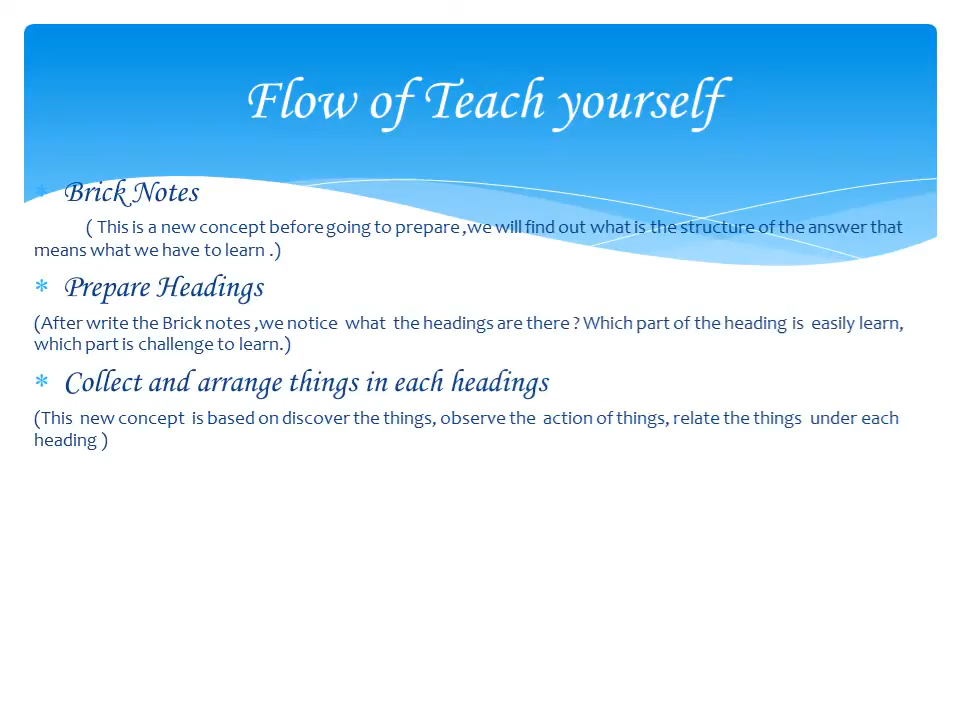 Flow of Teach yourself
* Brick Notes
( This is a new concept before going to prepare ,we will find out what is the structure of the answer that
means what we have to learn .)
* Prepare Headings
(After write the Brick notes ,we notice what the headings are there ? Which part of the heading is easily learn,
which part is challenge to learn.)
* Collect and arrange things in each headings
(This new concept is based on discover the things, observe the action of things, relate the things under each
heading )